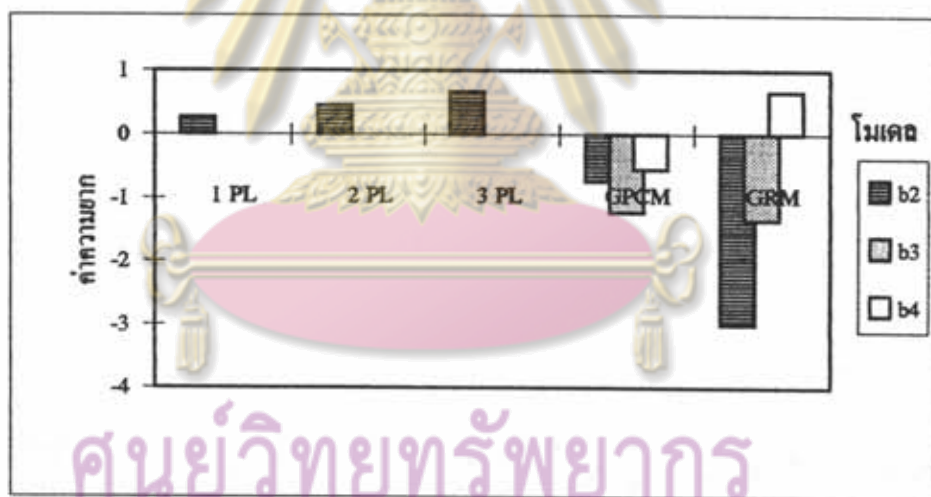 1
0
-1
-2
-3
-4
ค่าความยาก
1 PL
2 PL
3 PL
GPCM
GRM
โมเดล
b2
b3
b4
ศูนย์วิทยทรัพยากร